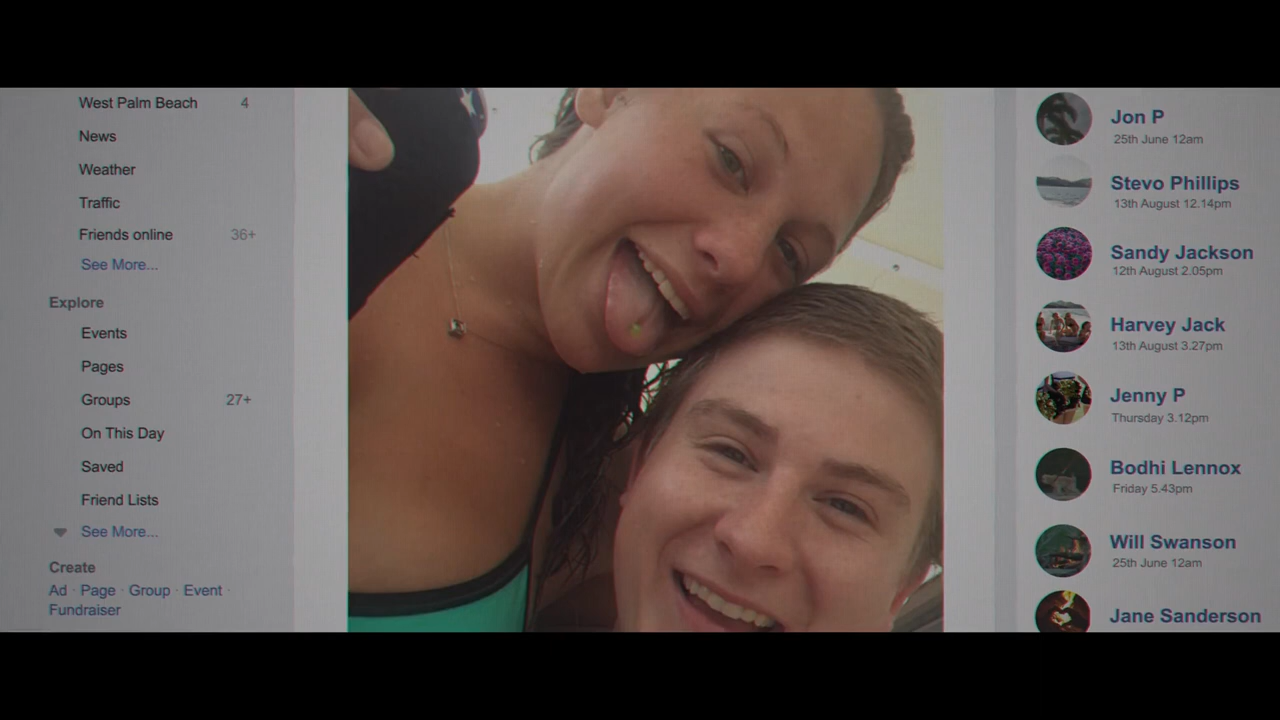 West Palm Beach 4
News
Weather
Traffic
Friends online 36+
See More...
Explore
Events
Pages
Groups 27+
On This Day
Saved
Friend Lists
See More...
Create
Ad · Page · Group · Event ·
Fundraiser
Jon P
25th June 12am
Stevo Phillips
13th August 12.14pm
Sandy Jackson
12th August 2.05pm
Harvey Jack
13th August 3.27pm
Jenny P
Thursday 3.12pm
Bodhi Lennox
Friday 5.43pm
Will Swanson
25th June 12am
Jane Sanderson